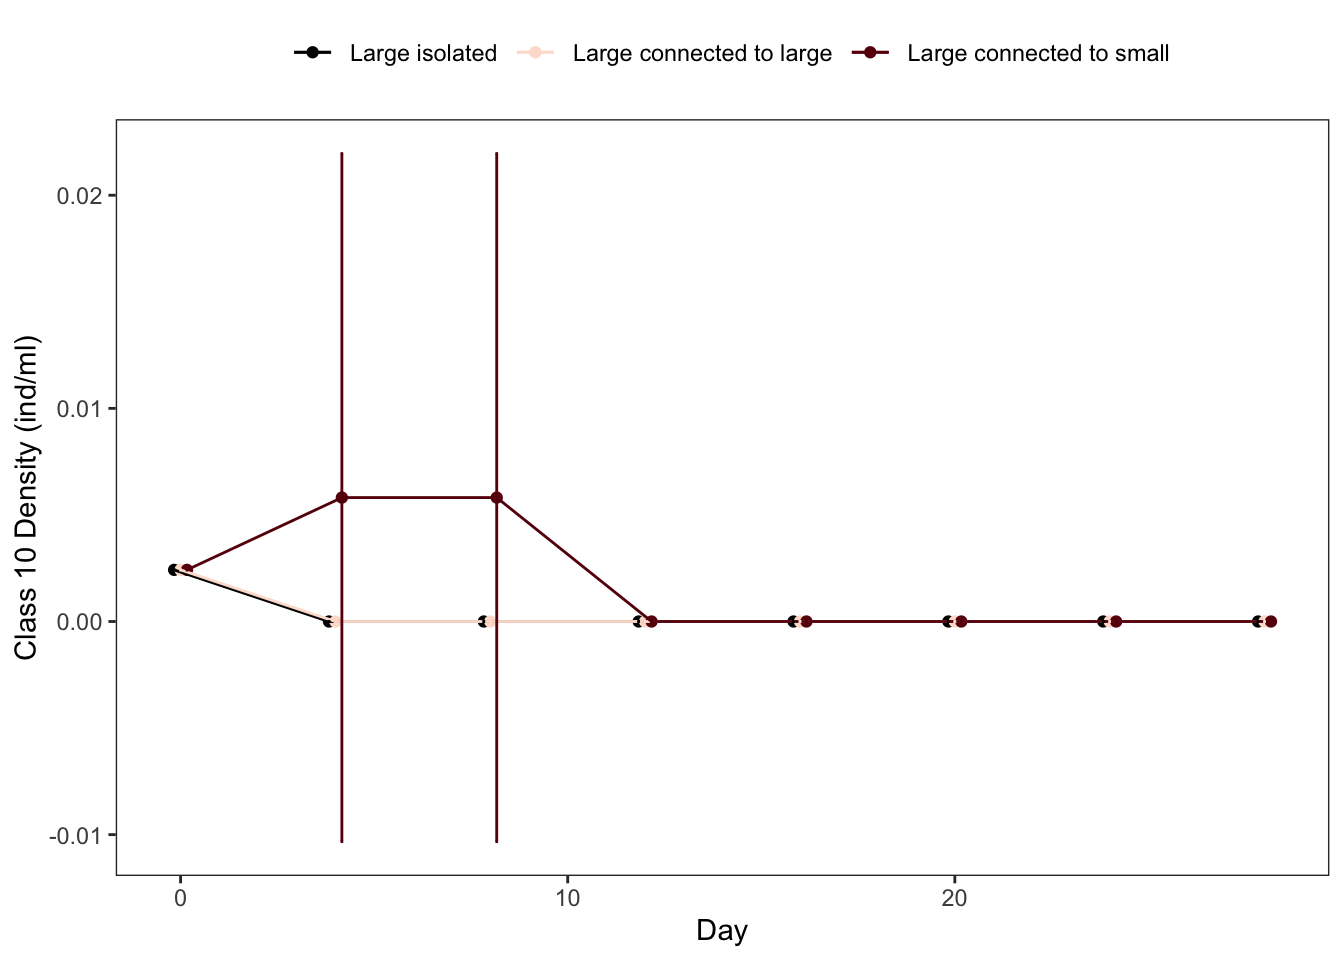 Large isolated Large connected to large Large connected to small
Class 10 Density (ind/ml)
0.02
0.01
0.00
-0.01
0 10 20
Day